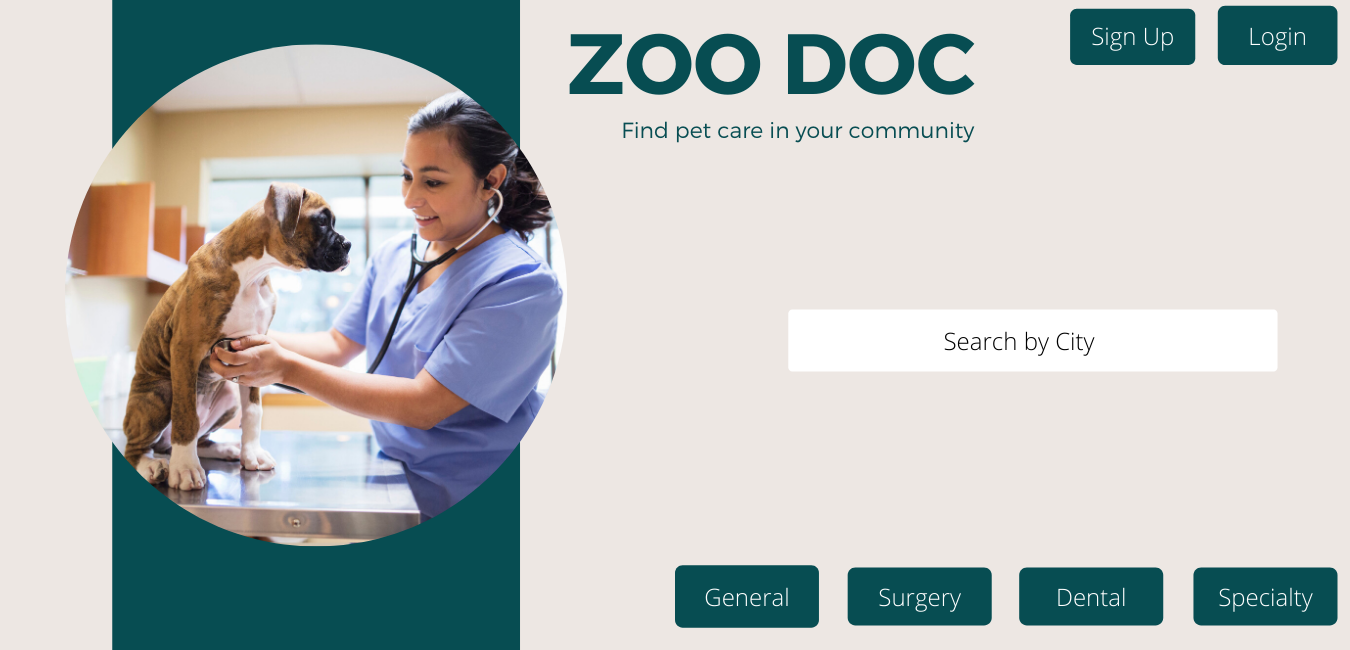 ZOO DOC
Find pet care in your community
Sign Up
Login
Search by City
General
Surgery
Dental
Specialty